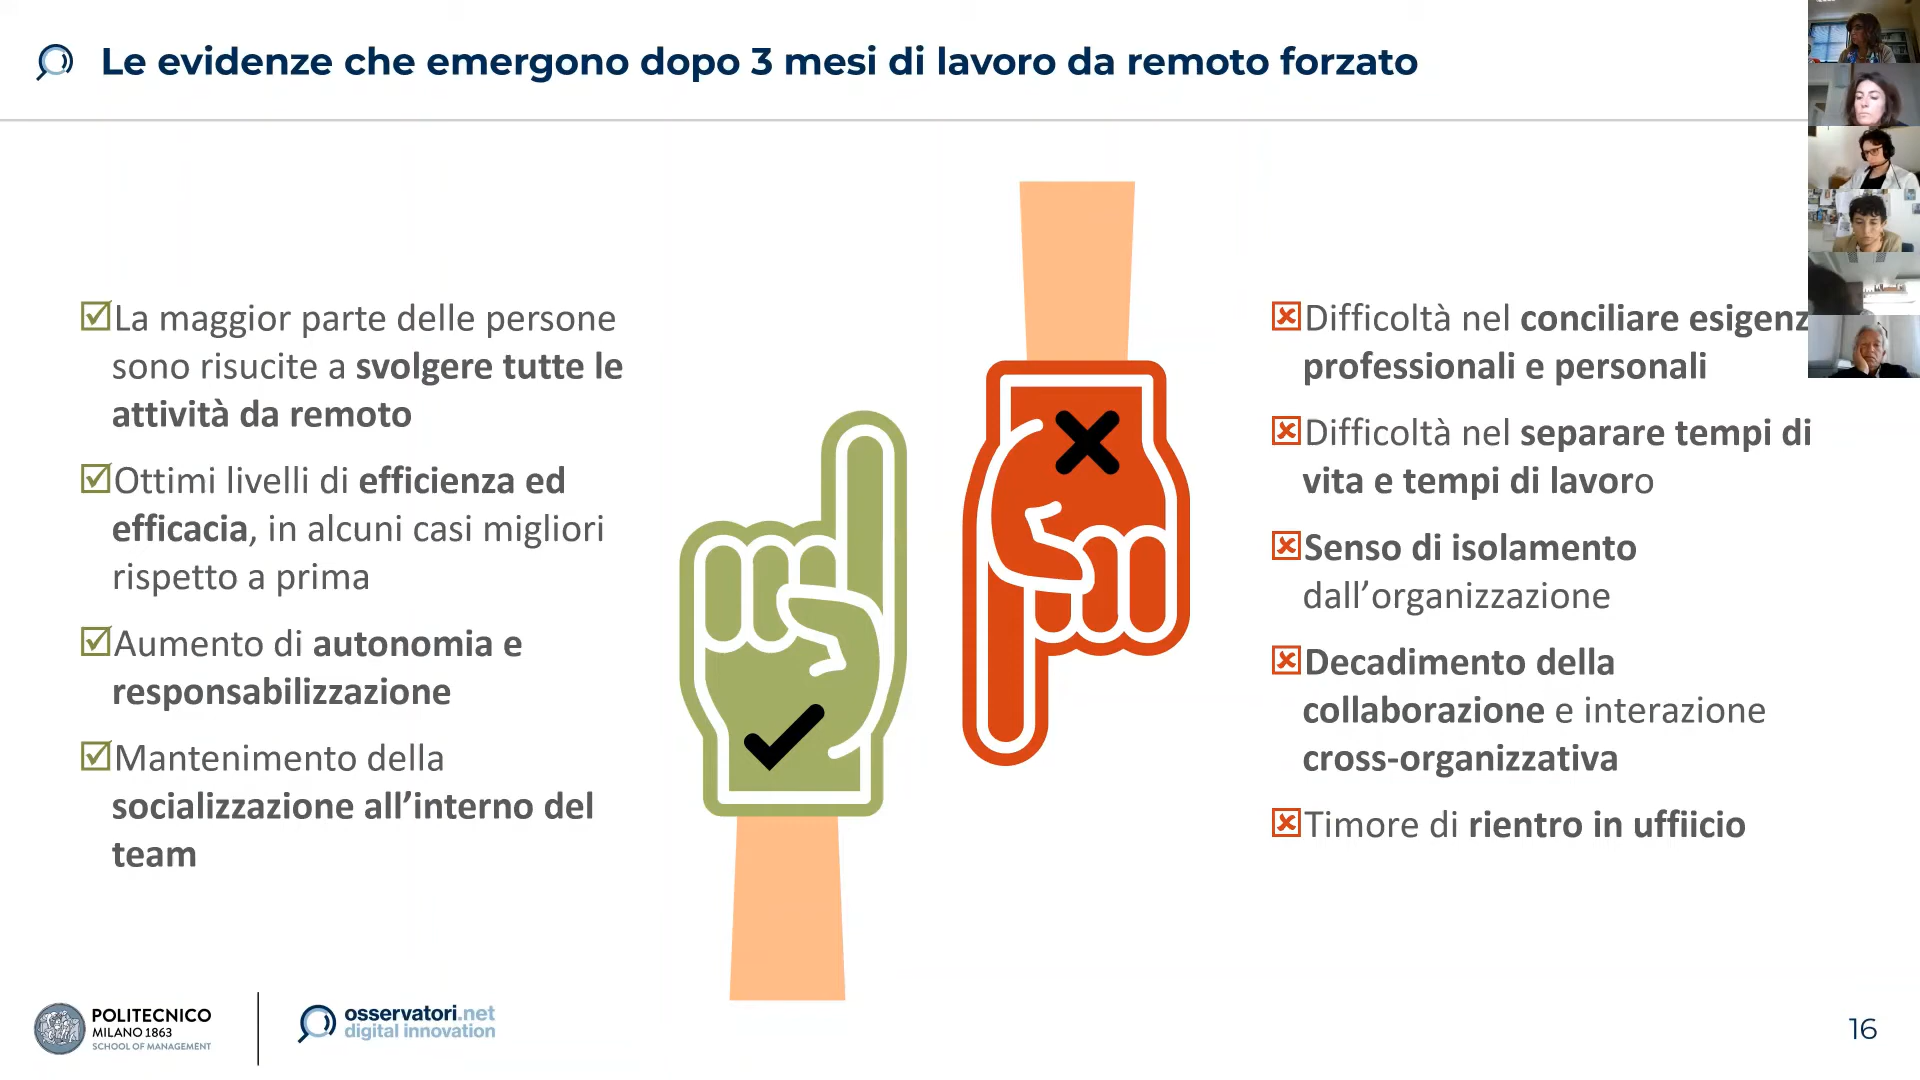 Le evidenze che emergono dopo 3 mesi di lavoro da remoto forzato
La maggior parte delle persone
sono risucite a svolgere tutte le
attività da remoto
Ottimi livelli di efficienza ed
efficacia, in alcuni casi migliori
rispetto a prima
Aumento di autonomia e
responsabilizzazione
Mantenimento della
socializzazione all’interno del
team
Difficoltà nel conciliare esigenz
professionali e personali
Difficoltà nel separare tempi di
vita e tempi di lavoro
Senso di isolamento
dall’organizzazione
Decadimento della
collaborazione e interazione
cross-organizzativa
Timore di rientro in uffiicio
POLITECNICO
MILANO 1863
SCHOOL OF MANAGEMENT
osservatori.net
digital innovation
16